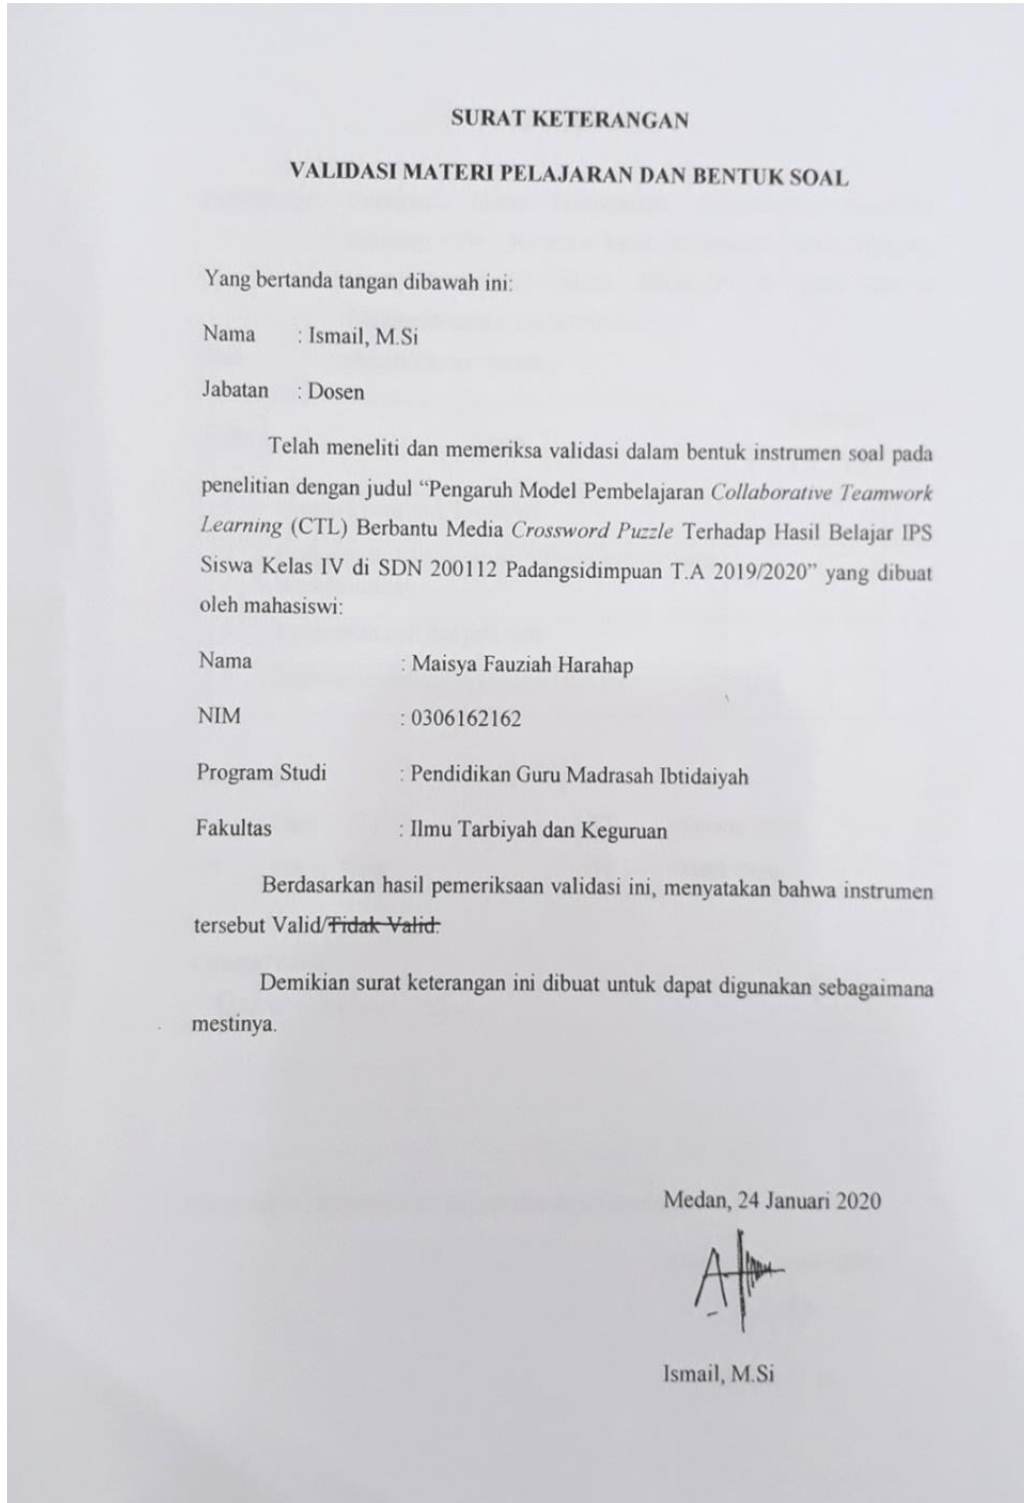 SURAT KETERANGAN
VALIDASI MATERI PELAJARAN DAN BENTUK SOAL
Yang bertanda tangan dibawah ini:
Nama : Ismail, M.Si
Jabatan : Dosen
Telah meneliti dan memeriksa validasi dalam bentuk instrumen soal pada
penelitian dengan judul “Pengaruh Model Pembelajaran Collaborative Teamwork
Learning (CTL) Berbantu Media Crossword Puzzle Terhadap Hasil Belajar IPS
Siswa Kelas IV di SDN 200112 Padangsidimpuan T.A 2019/2020” yang dibuat
oleh mahasiswi:
Nama : Maisya Fauziah Harahap
NIM : 0306162162
Program Studi : Pendidikan Guru Madrasah Ibtidaiyah
Fakultas : Ilmu Tarbiyah dan Keguruan
Berdasarkan hasil pemeriksaan validasi ini, menyatakan bahwa instrumen
tersebut Valid/Tidak Valid.
Demikian surat keterangan ini dibuat untuk dapat digunakan sebagaimana
mestinya.
Medan, 24 Januari 2020
Ismail, M.Si